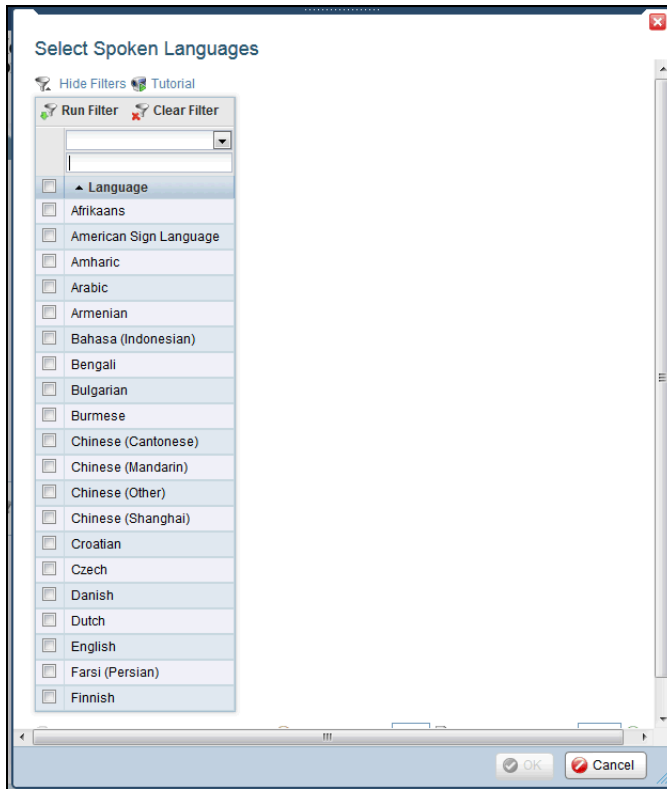 Select Spoken Languages
Hide Filters Tutorial
Run Filter Clear Filter
Language
Afrikaans
American Sign Language
Amharic
Arabic
Armenian
Bahasa (Indonesian)
Bengali
Bulgarian
Burmese
Chinese (Cantonese)
Chinese (Mandarin)
Chinese (Other)
Chinese (Shanghai)
Croatian
Czech
Danish
Dutch
English
Farsi (Persian)
Finnish
OK Cancel